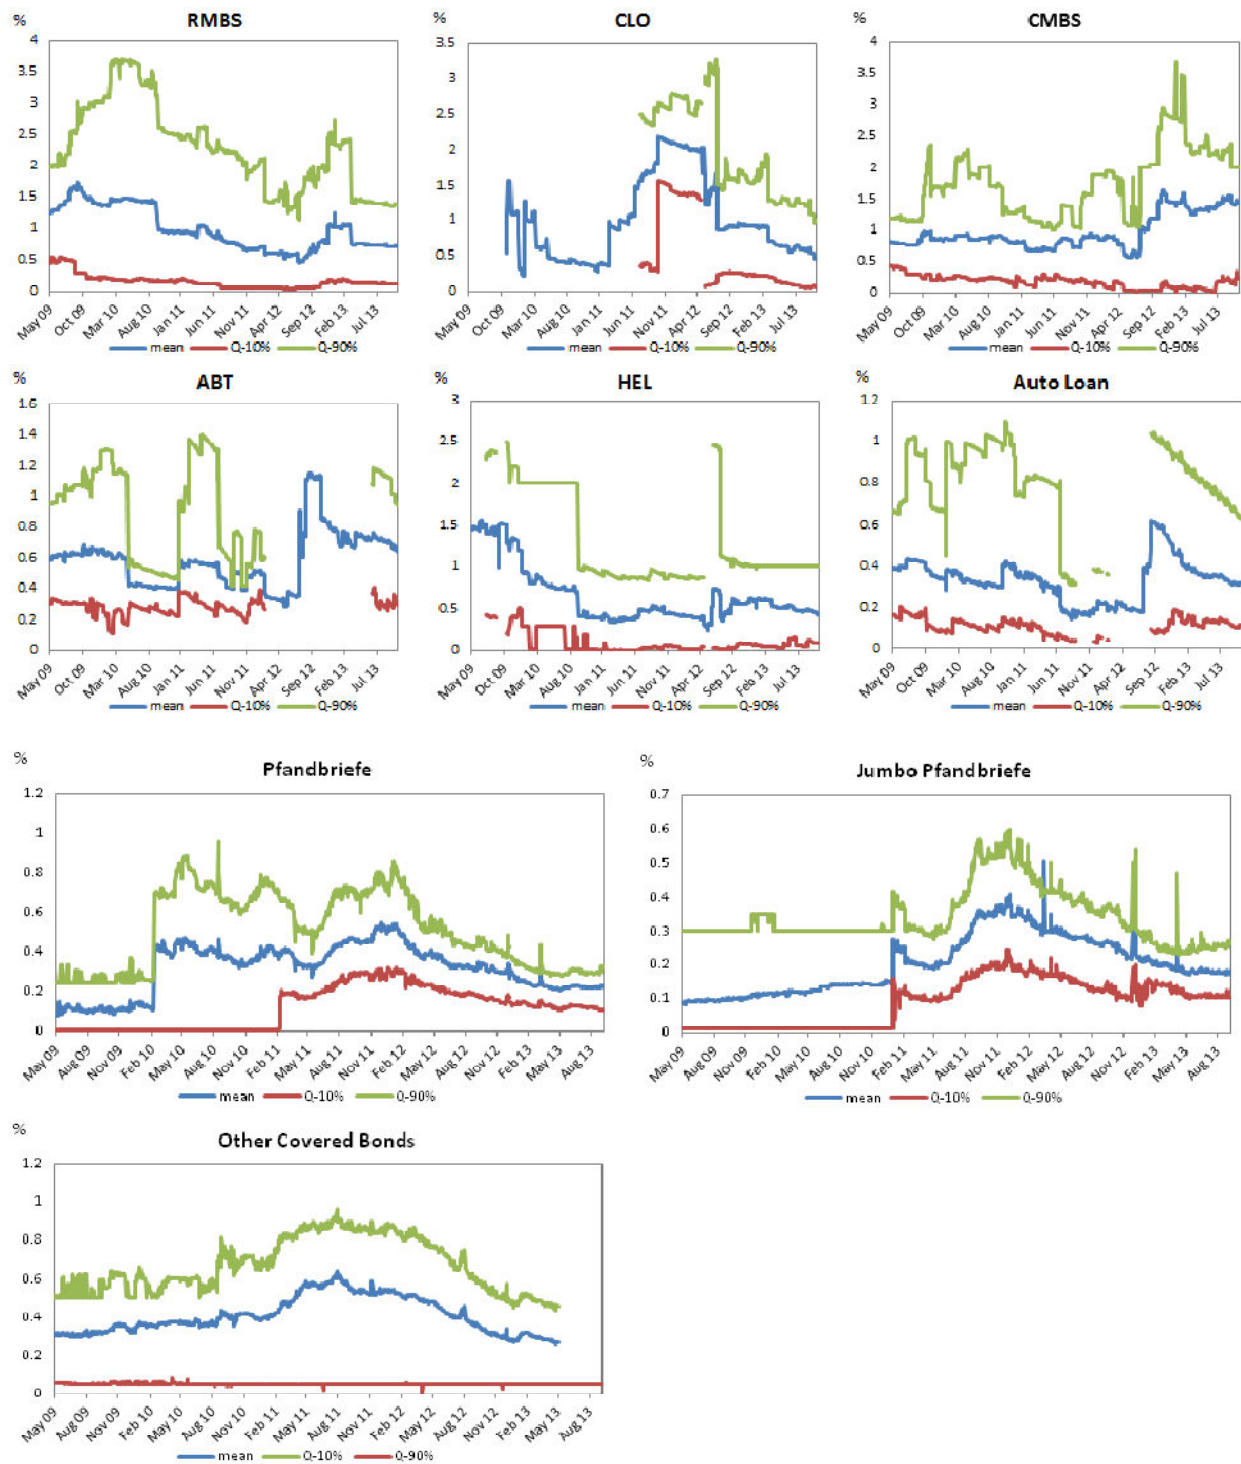 % RMBS % CLO % CMBS
4 3.5 3 2.5 2 1.5 1 0.5 0
May 09 Oct 09 Mar 10 Aug 10 Jan 11 Jun 11 Nov 11 Apr 12 Sep 12 Feb 13 Jul 13
mean Q-10% Q-90%
3.5 3 2.5 2 1.5 1 0.5 0
May 09 Oct 09 Mar 10 Aug 10 Jan 11 Jun 11 Nov 11 Apr 12 Sep 12 Feb 13 Jul 13
mean Q-10% Q-90%
4 3.5 3 2.5 2 1.5 1 0.5 0
May 09 Oct 09 Mar 10 Aug 10 Jan 11 Jun 11 Nov 11 Apr 12 Sep 12 Feb 13 Jul 13
mean Q-10% Q-90%
% ABT % HEL % Auto Loan
1.6 1.4 1.2 1 0.8 0.6 0.4 0.2 0
May 09 Oct 09 Mar 10 Aug 10 Jan 11 Jun 11 Nov 11 Apr 12 Sep 12 Feb 13 Jul 13
mean Q-10% Q-90%
3 2.5 2 1.5 1 0.5 0
May 09 Oct 09 Mar 10 Aug 10 Jan 11 Jun 11 Nov 11 Apr 12 Sep 12 Feb 13 Jul 13
mean Q-10% Q-90%
1.2 1 0.8 0.6 0.4 0.2 0
May 09 Oct 09 Mar 10 Aug 10 Jan 11 Jun 11 Nov 11 Apr 12 Sep 12 Feb 13 Jul 13
mean Q-10% Q-90%
% Pfandbriefe % Jumbo Pfandbriefe
1.2 1 0.8 0.6 0.4 0.2 0
May 09 Aug 09 Nov 09 Feb 10 May 10 Aug 10 Nov 10 Feb 11 May 11 Aug 11 Nov 11 Feb 12 May 12 Aug 12 Nov 12 Feb 13 May 13 Aug 13
mean Q-10% Q-90%
0.7 0.6 0.5 0.4 0.3 0.2 0.1 0
May 09 Aug 09 Nov 09 Feb 10 May 10 Aug 10 Nov 10 Feb 11 May 11 Aug 11 Nov 11 Feb 12 May 12 Aug 12 Nov 12 Feb 13 May 13 Aug 13
mean Q-10% Q-90%
% Other Covered Bonds
1.2 1 0.8 0.6 0.4 0.2 0
May 09 Aug 09 Nov 09 Feb 10 May 10 Aug 10 Nov 10 Feb 11 May 11 Aug 11 Nov 11 Feb 12 May 12 Aug 12 Nov 12 Feb 13 May 13 Aug 13
mean Q-10% Q-90%